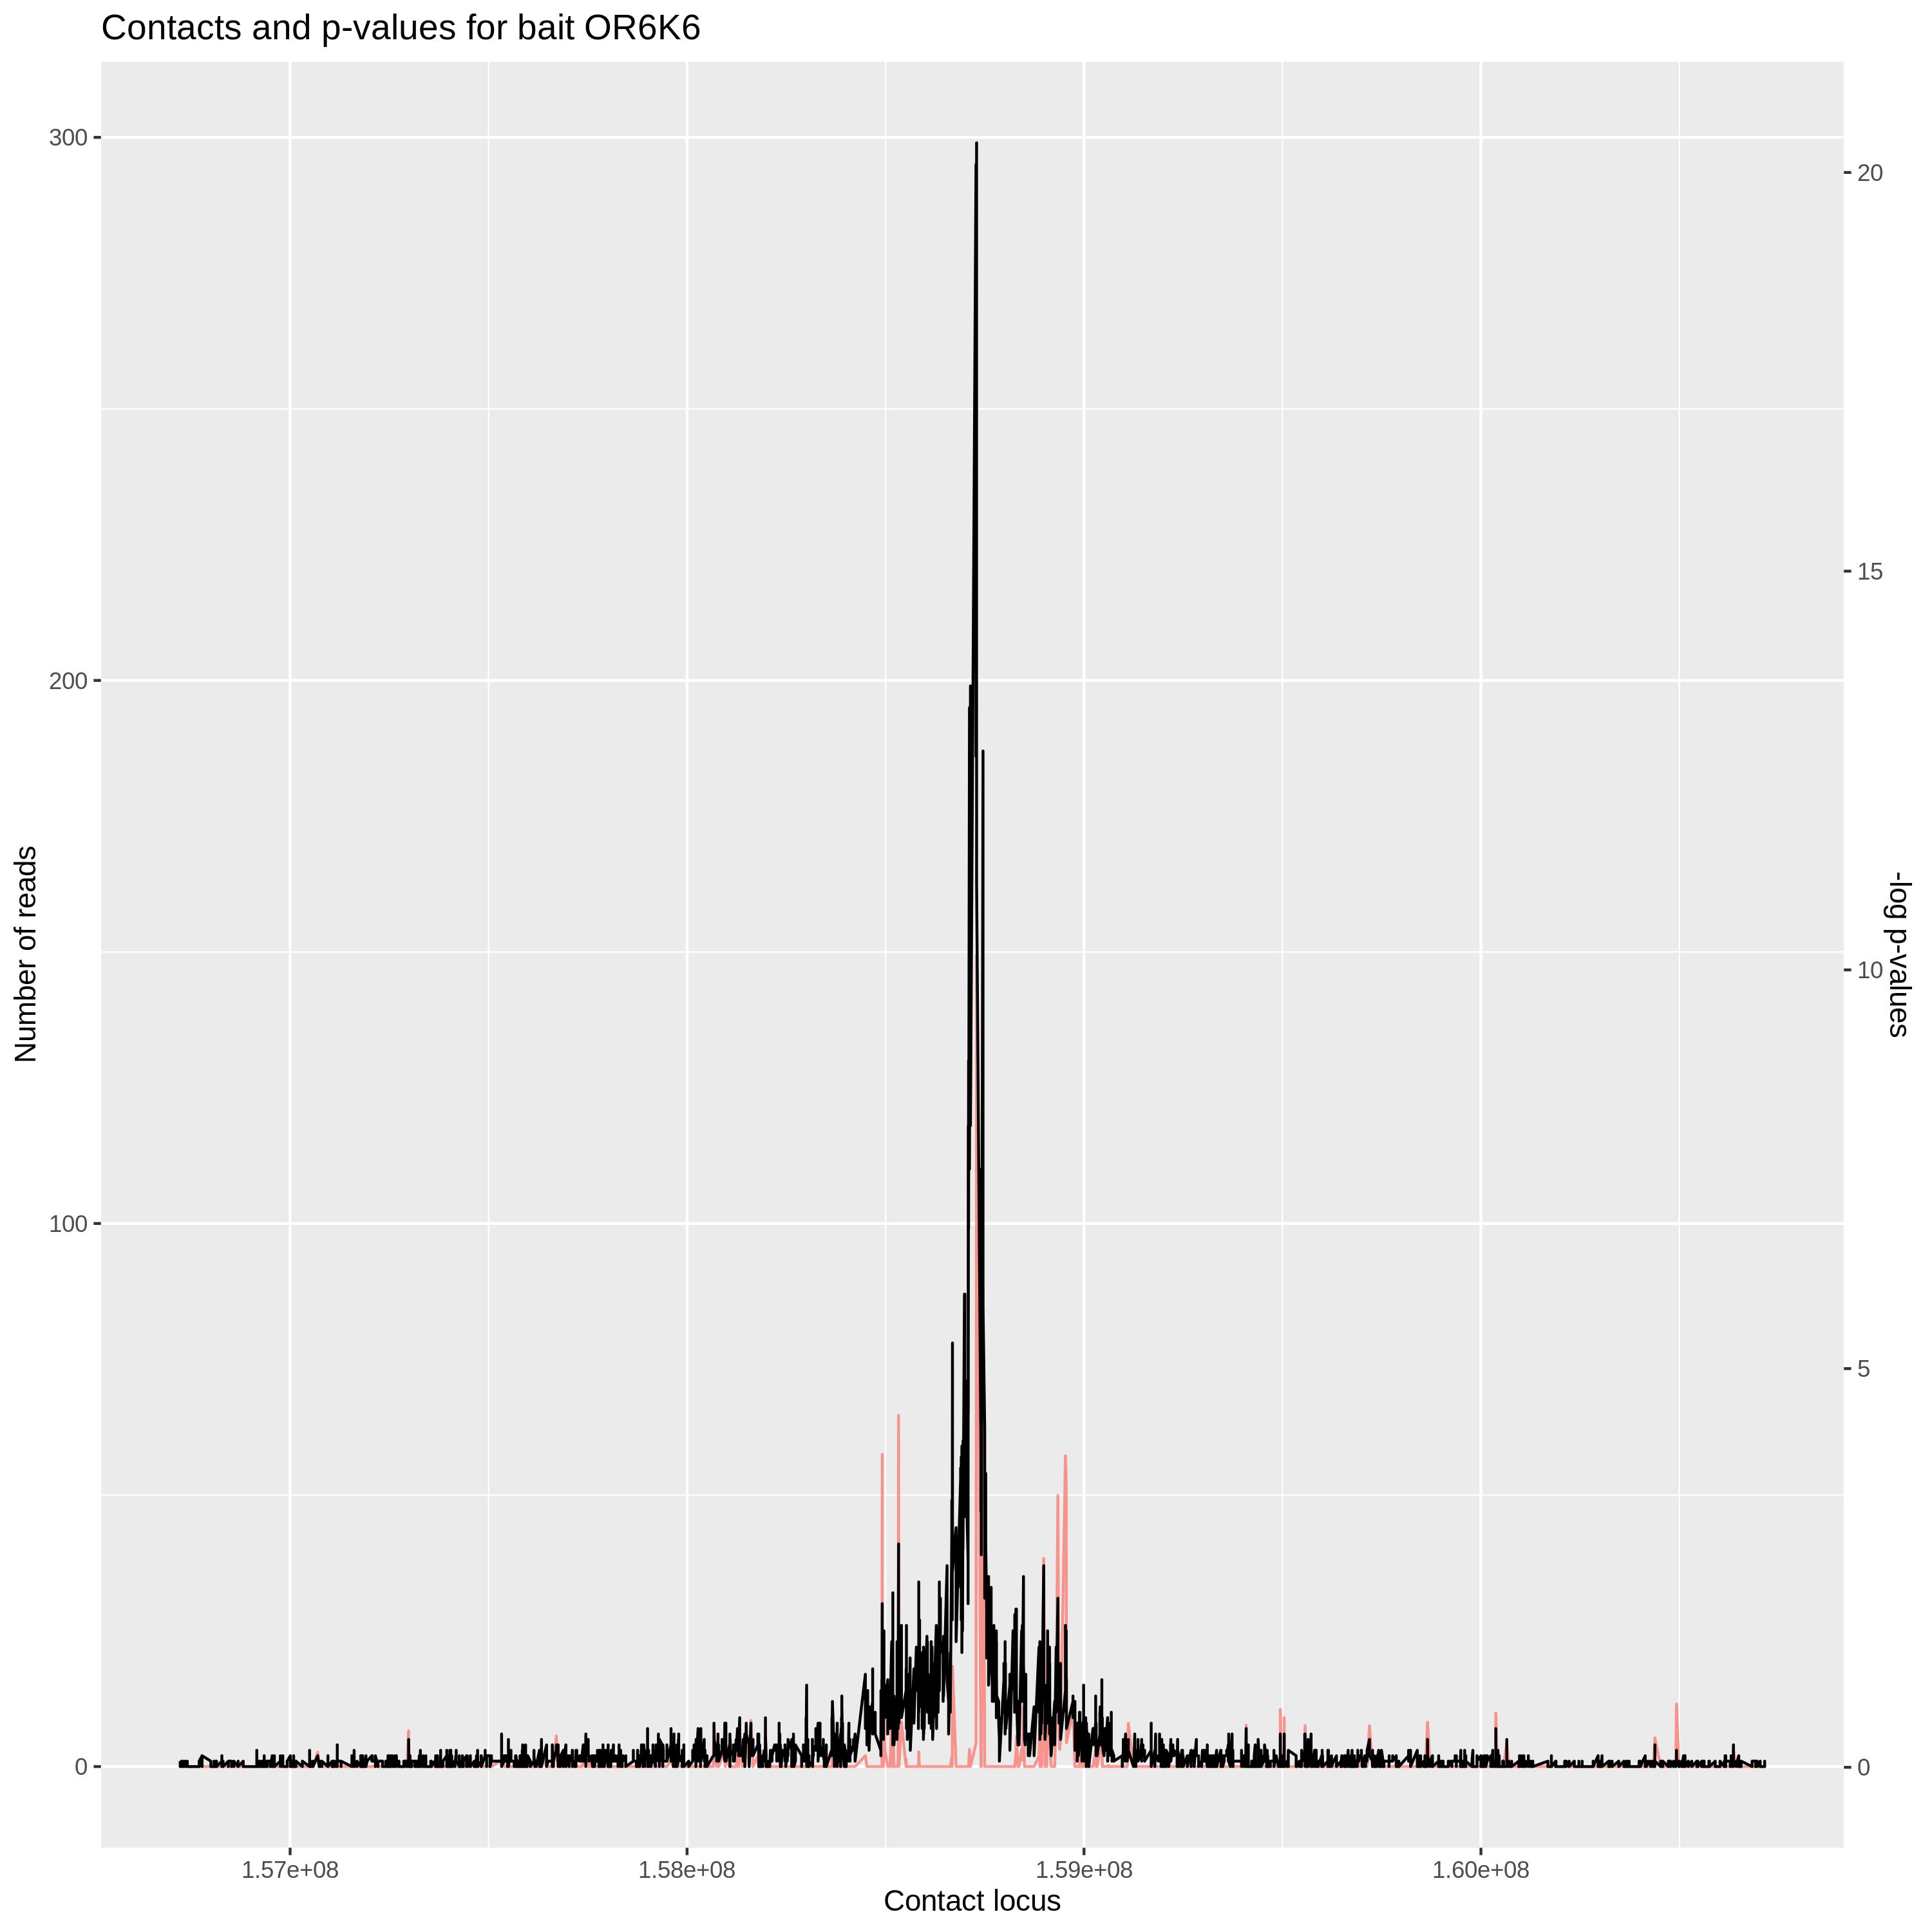 Contacts and p-values for bait OR6K6
300
200
100
0
Number of reads
20
15
10
5
0
-log p-values
1.57e+08
1.58e+08
1.59e+08
1.60e+08
Contact locus